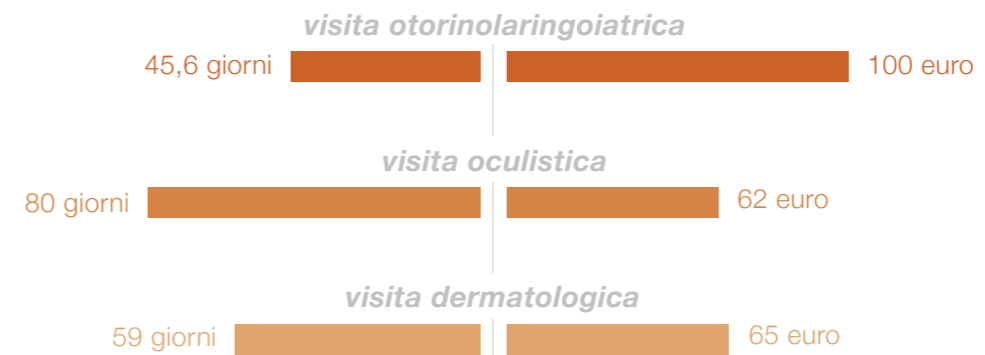 visita otorinolaringoiatrica
45,6 giorni 100 euro
visita oculistica
80 giorni 62 euro
visita dermatologica
59 giorni 65 euro